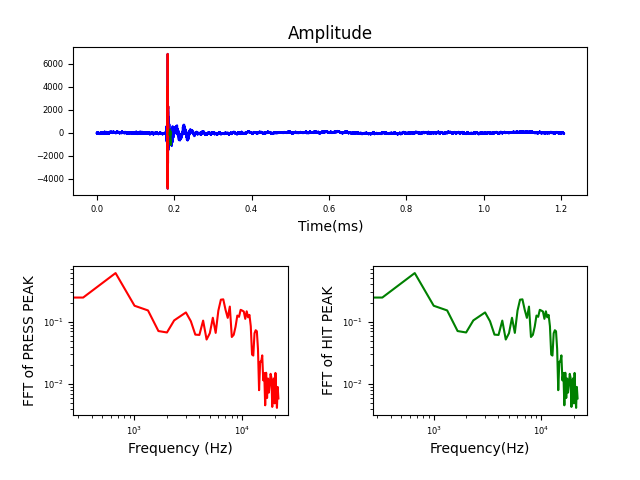 Amplitude
6000
4000
2000
0
−2000
−4000
0.0 0.2 0.4 0.6 0.8 1.0 1.2
Time(ms)
FFT of PRESS PEAK
10⁻¹
10⁻²
10³ 10⁴
Frequency (Hz)
FFT of HIT PEAK
10⁻¹
10⁻²
10³ 10⁴
Frequency(Hz)